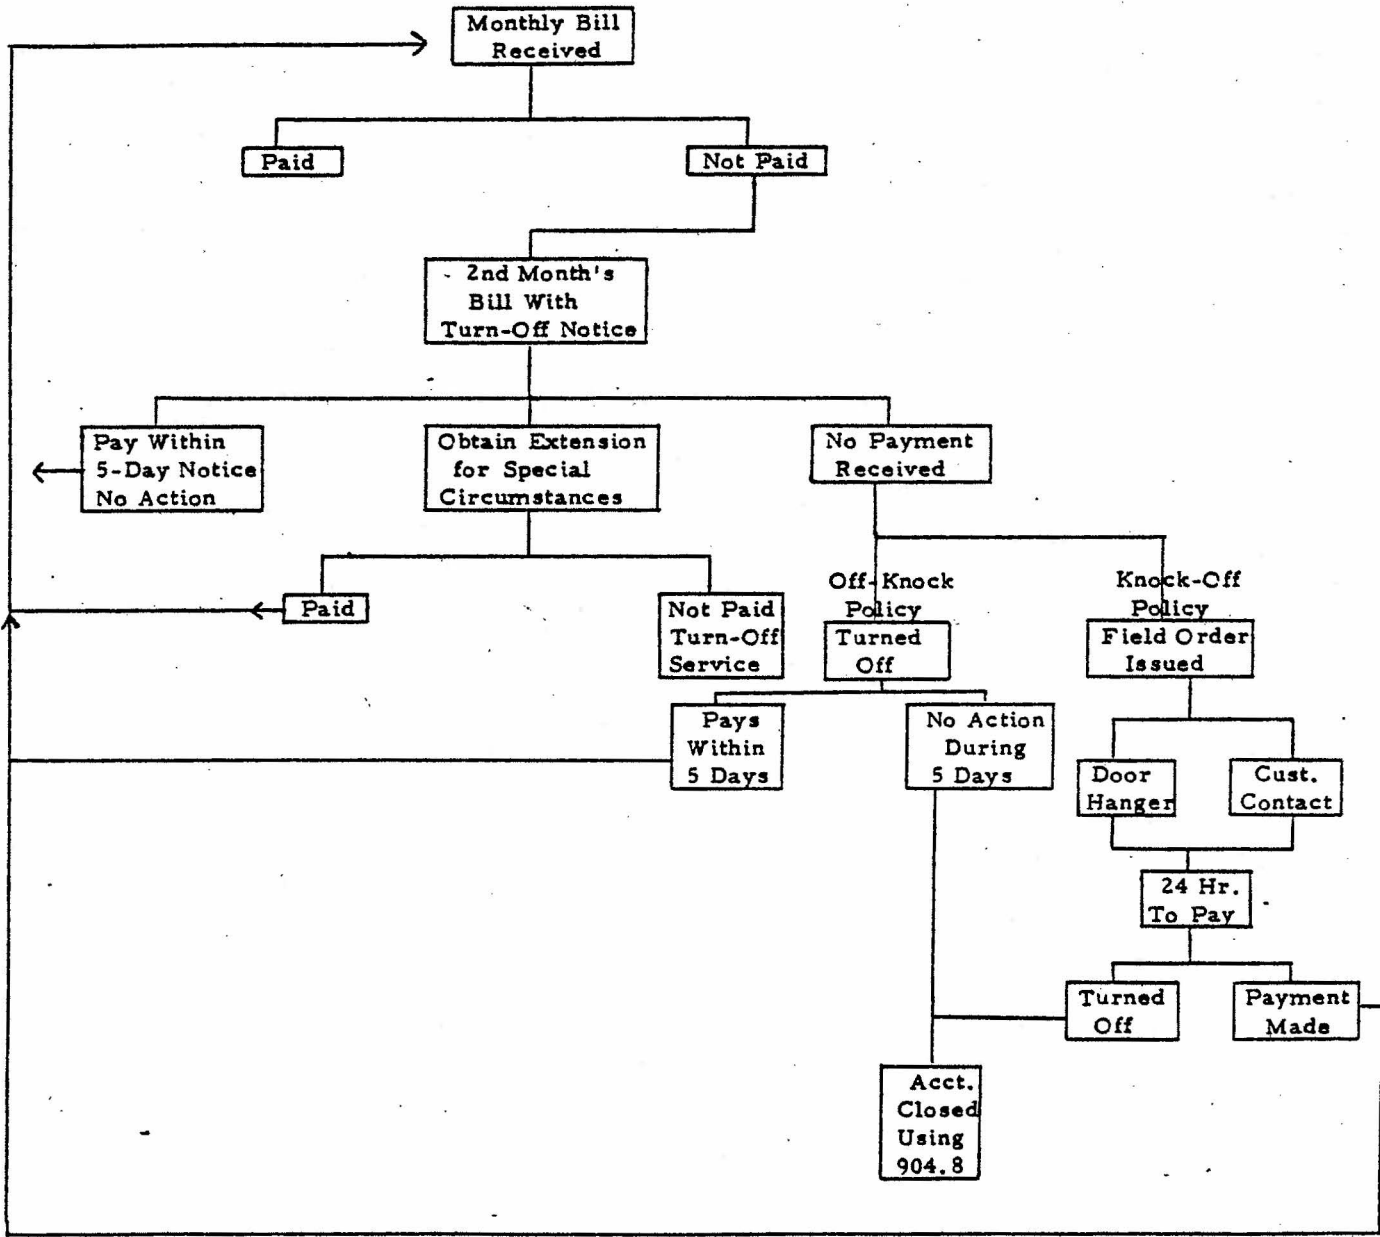 Monthly Bill
Received
Paid
Not Paid
2nd Month's
Bill With
Turn-Off Notice
Pay Within
5-Day Notice
No Action
Obtain Extension
for Special
Circumstances
No Payment
Received
Paid
Not Paid
Turn-Off
Service
Off-Knock
Policy
Turned
Off
Knock-Off
Policy
Field Order
Issued
Pays
Within
5 Days
No Action
During
5 Days
Door
Hanger
Cust.
Contact
24 Hr.
To Pay
Turned
Off
Payment
Made
Acct.
Closed
Using
904.8